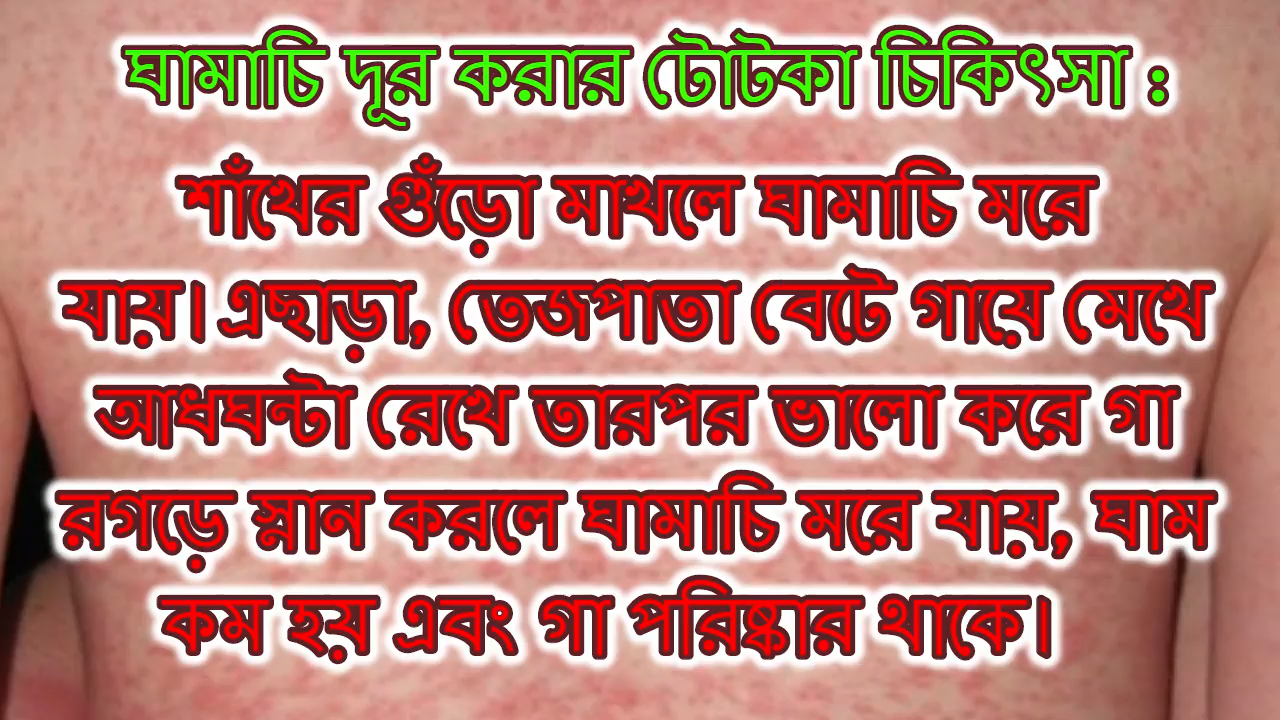 ঘামাচি দূর করার টোটকা চিকিৎসা :
শাঁখের গুঁড়ো মাখলে ঘামাচি মরে
যায়। এছাড়া, তেজপাতা বেটে গায়ে মেখে
আধঘন্টা রেখে তারপর ভালো করে গা
রগড়ে স্নান করলে ঘামাচি মরে যায়, ঘাম
কম হয় এবং গা পরিষ্কার থাকে।